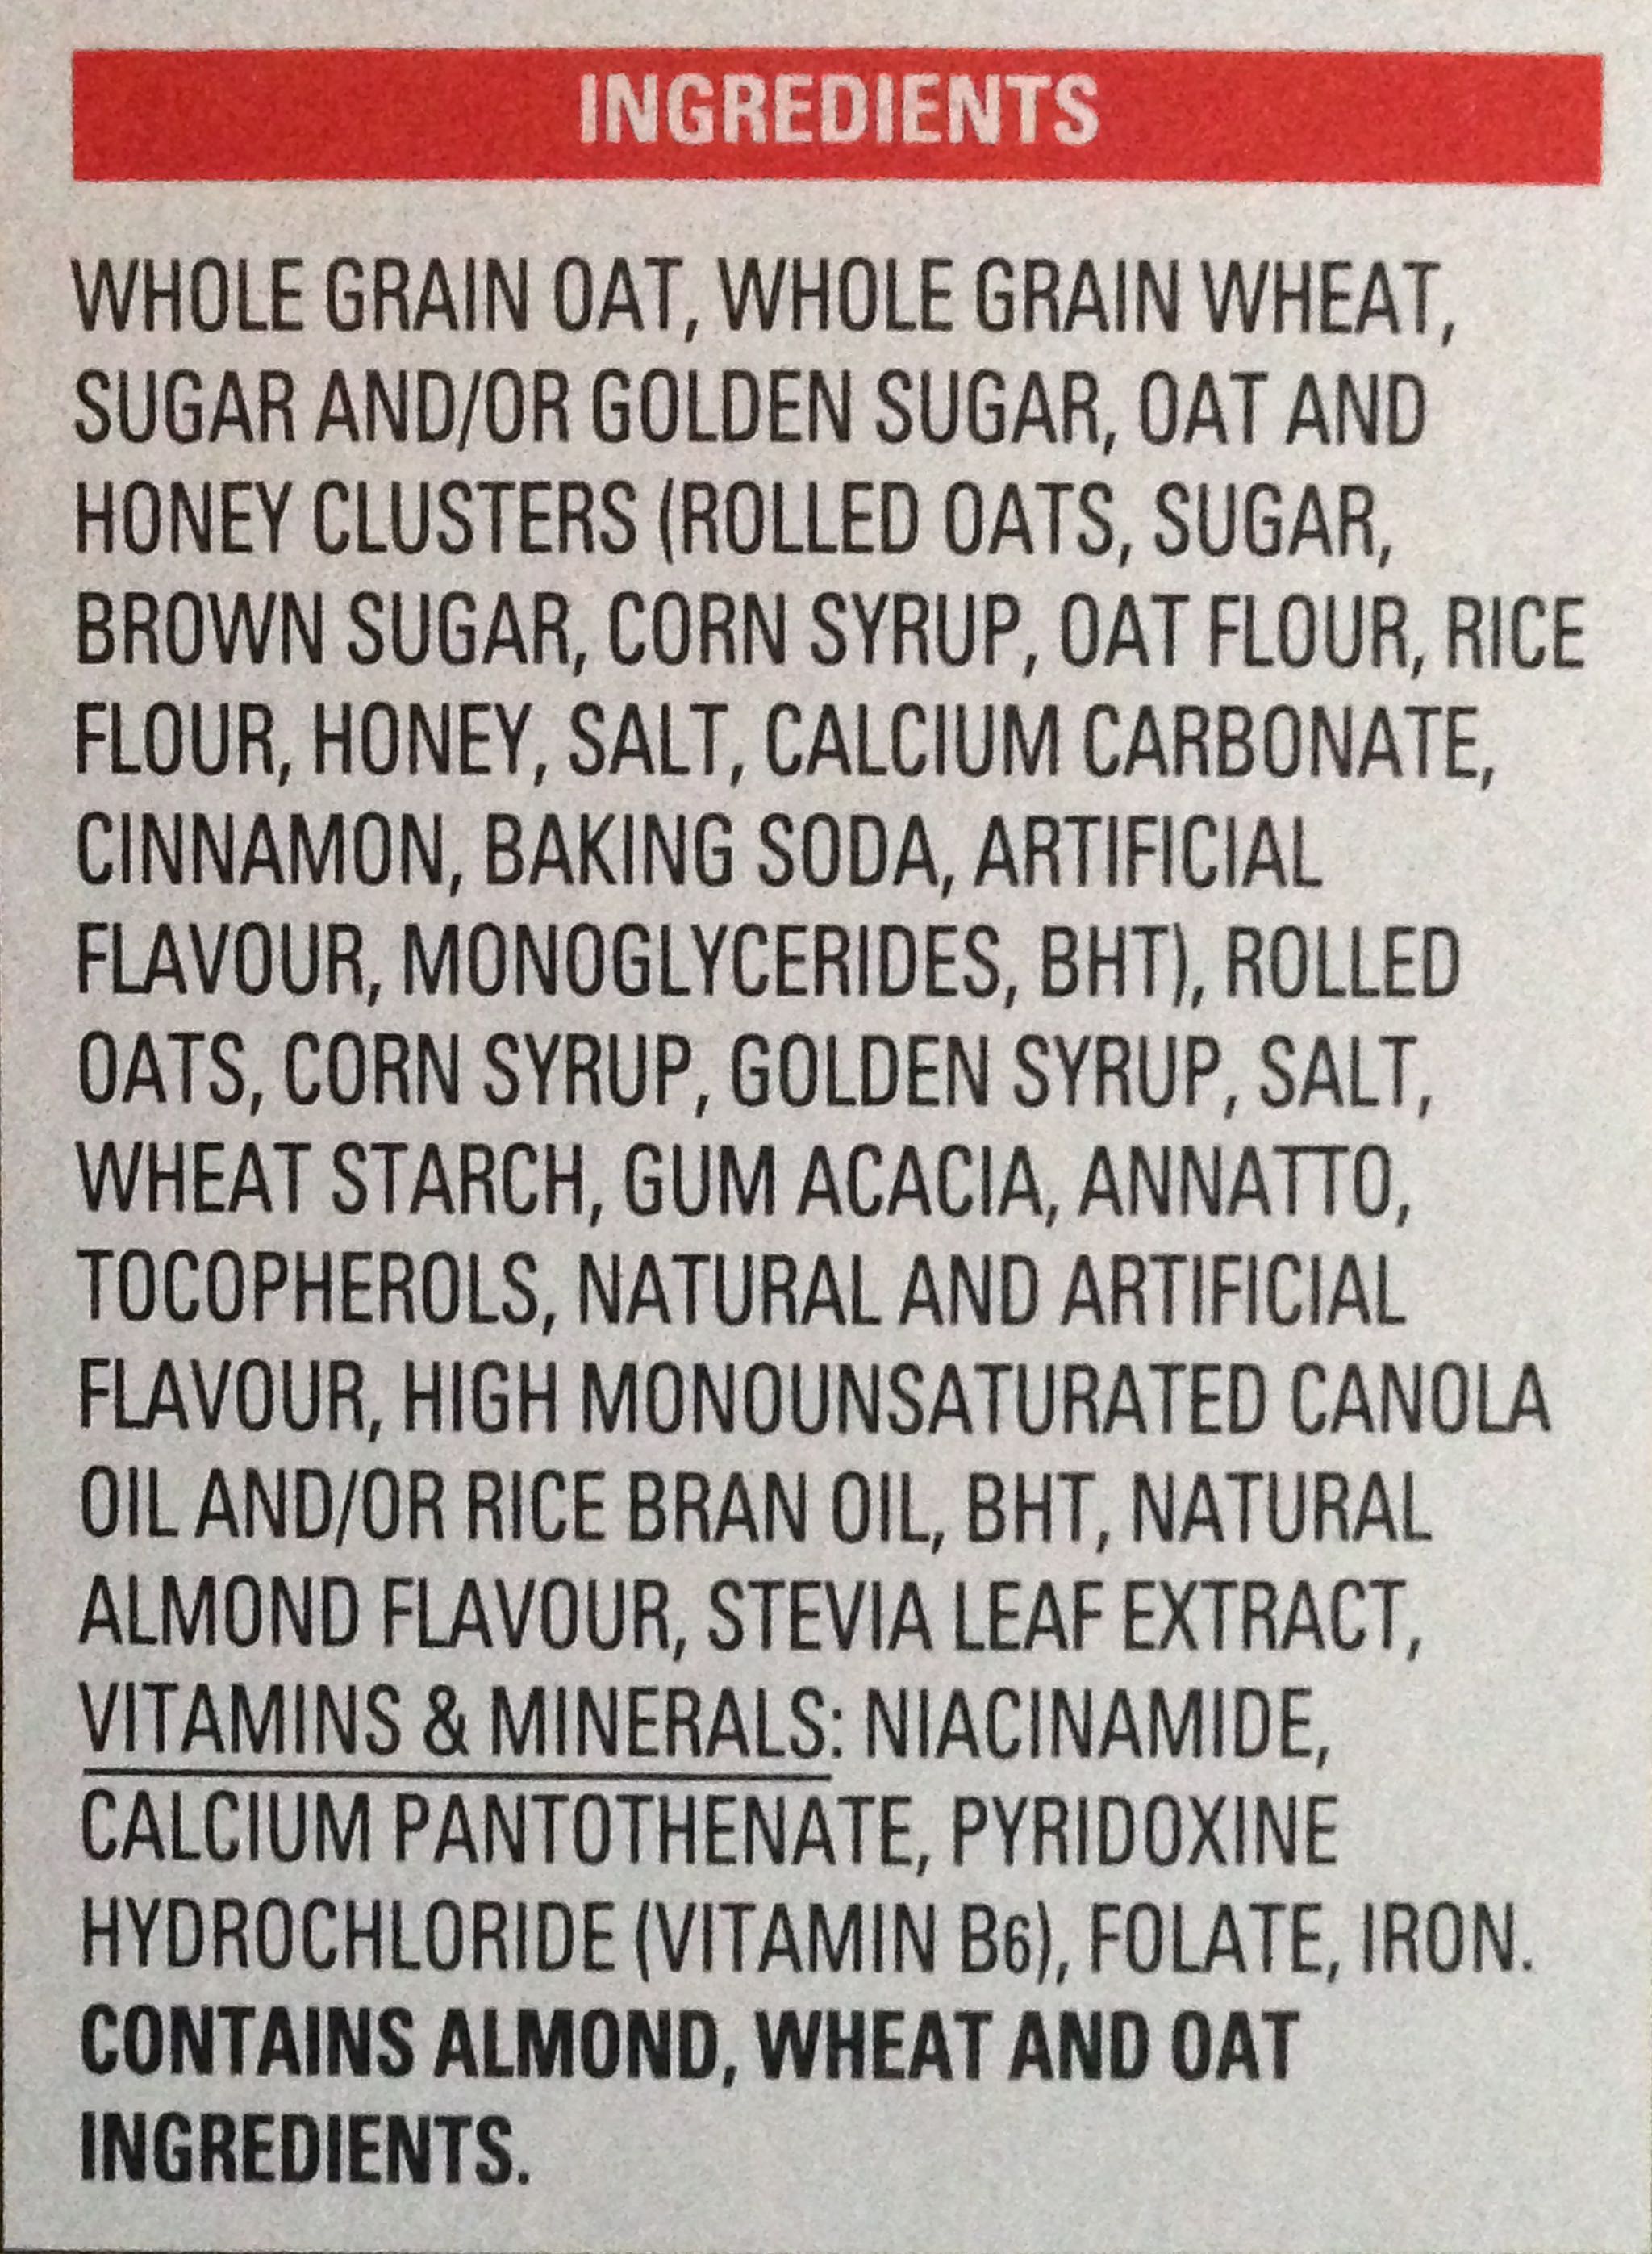 INGREDIENTS
WHOLE GRAIN OAT, WHOLE GRAIN WHEAT,
SUGAR AND/OR GOLDEN SUGAR, OAT AND
HONEY CLUSTERS (ROLLED OATS, SUGAR,
BROWN SUGAR, CORN SYRUP, OAT FLOUR, RICE
FLOUR, HONEY, SALT, CALCIUM CARBONATE,
CINNAMON, BAKING SODA, ARTIFICIAL
FLAVOUR, MONOGLYCERIDES, BHT), ROLLED
OATS, CORN SYRUP, GOLDEN SYRUP, SALT,
WHEAT STARCH, GUM ACACIA, ANNATTO,
TOCOPHEROLS, NATURAL AND ARTIFICIAL
FLAVOUR, HIGH MONOUNSATURATED CANOLA
OIL AND/OR RICE BRAN OIL, BHT, NATURAL
ALMOND FLAVOUR, STEVIA LEAF EXTRACT,
VITAMINS & MINERALS: NIACINAMIDE,
CALCIUM PANTOTHENATE, PYRIDOXINE
HYDROCHLORIDE (VITAMIN B6), FOLATE, IRON.
CONTAINS ALMOND, WHEAT AND OAT
INGREDIENTS.